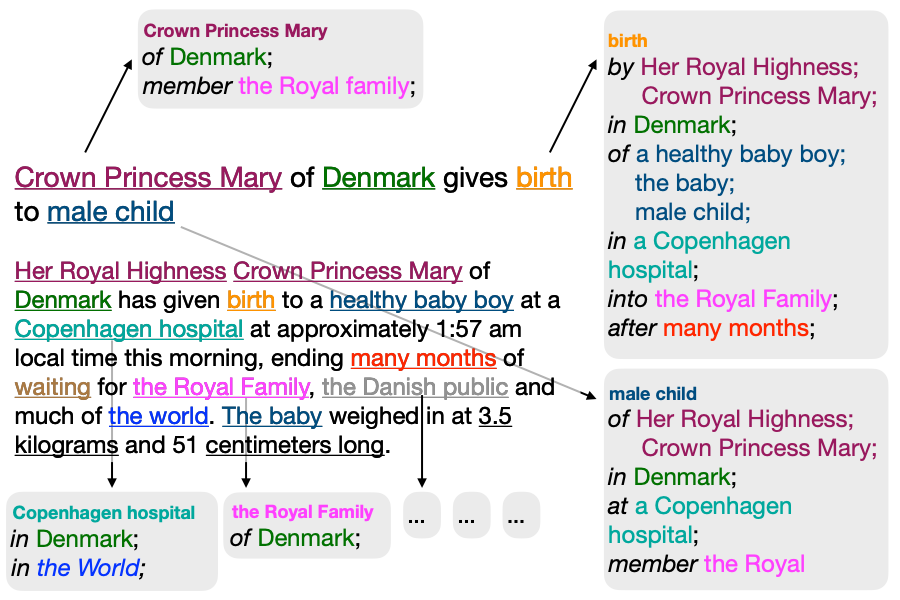 Crown Princess Mary
of Denmark;
member the Royal family;
birth
by Her Royal Highness;
Crown Princess Mary;
in Denmark;
of a healthy baby boy;
the baby;
male child;
in a Copenhagen
hospital;
into the Royal Family;
after many months;
Crown Princess Mary of Denmark gives birth
to male child
Her Royal Highness Crown Princess Mary of
Denmark has given birth to a healthy baby boy at a
Copenhagen hospital at approximately 1:57 am
local time this morning, ending many months of
waiting for the Royal Family, the Danish public and
much of the world. The baby weighed in at 3.5
kilograms and 51 centimeters long.
male child
of Her Royal Highness;
Crown Princess Mary;
in Denmark;
at a Copenhagen
hospital;
member the Royal
Copenhagen hospital
in Denmark;
in the World;
the Royal Family
of Denmark;
...
...
...